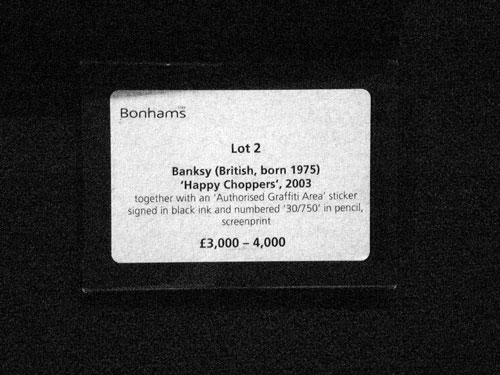 Bonhams
Lot 2
Banksy (British, born 1975)
'Happy Choppers', 2003
together with an 'Authorised Graffiti Area' sticker
signed in black ink and numbered '30/750' in pencil,
screenprint
£3,000 – 4,000